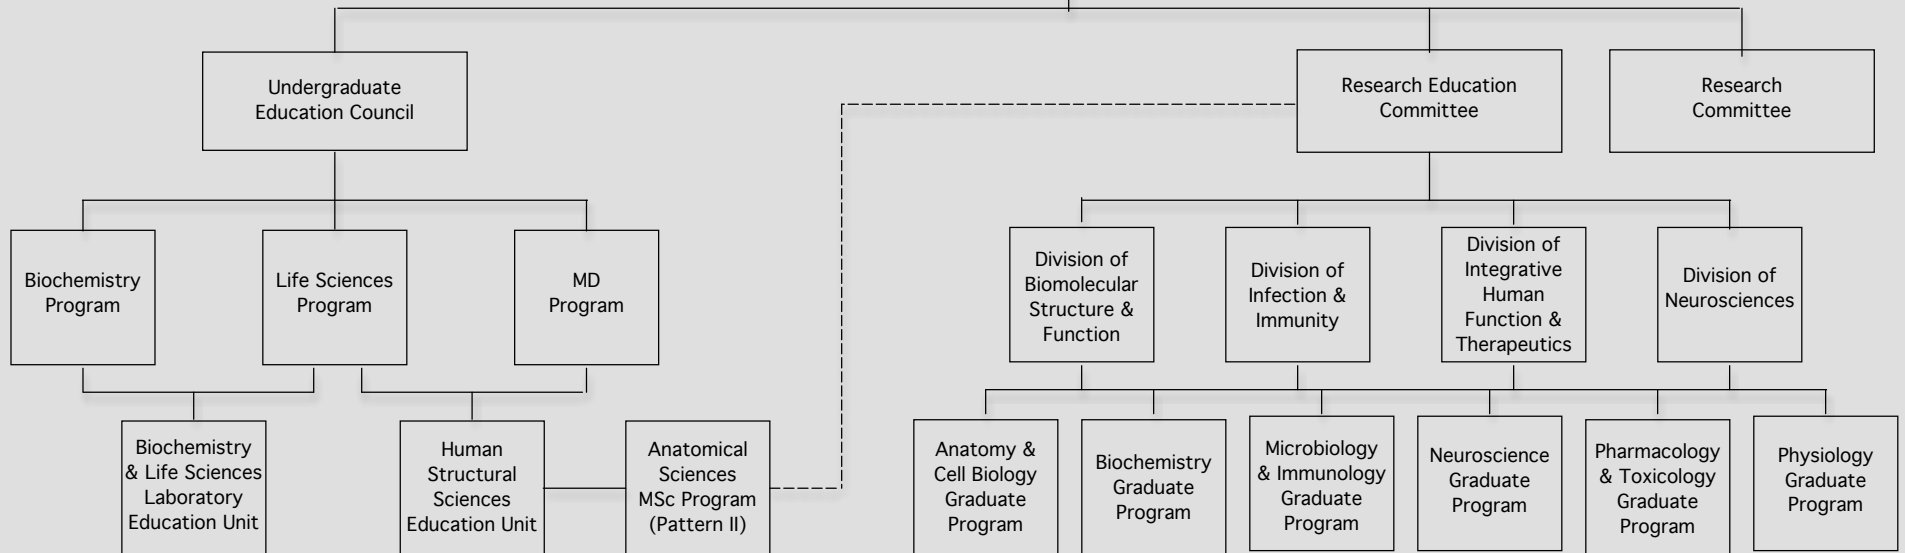 Undergraduate
Education Council
Research Education
Committee
Research
Committee
Biochemistry
Program
Life Sciences
Program
MD
Program
Division of
Biomolecular
Structure &
Function
Division of
Infection &
Immunity
Division of
Integrative
Human
Function &
Therapeutics
Division of
Neurosciences
Biochemistry
& Life Sciences
Laboratory
Education Unit
Human
Structural
Sciences
Education Unit
Anatomical
Sciences
MSc Program
(Pattern II)
Anatomy &
Cell Biology
Graduate
Program
Biochemistry
Graduate
Program
Microbiology
& Immunology
Graduate
Program
Neuroscience
Graduate
Program
Pharmacology
& Toxicology
Graduate
Program
Physiology
Graduate
Program